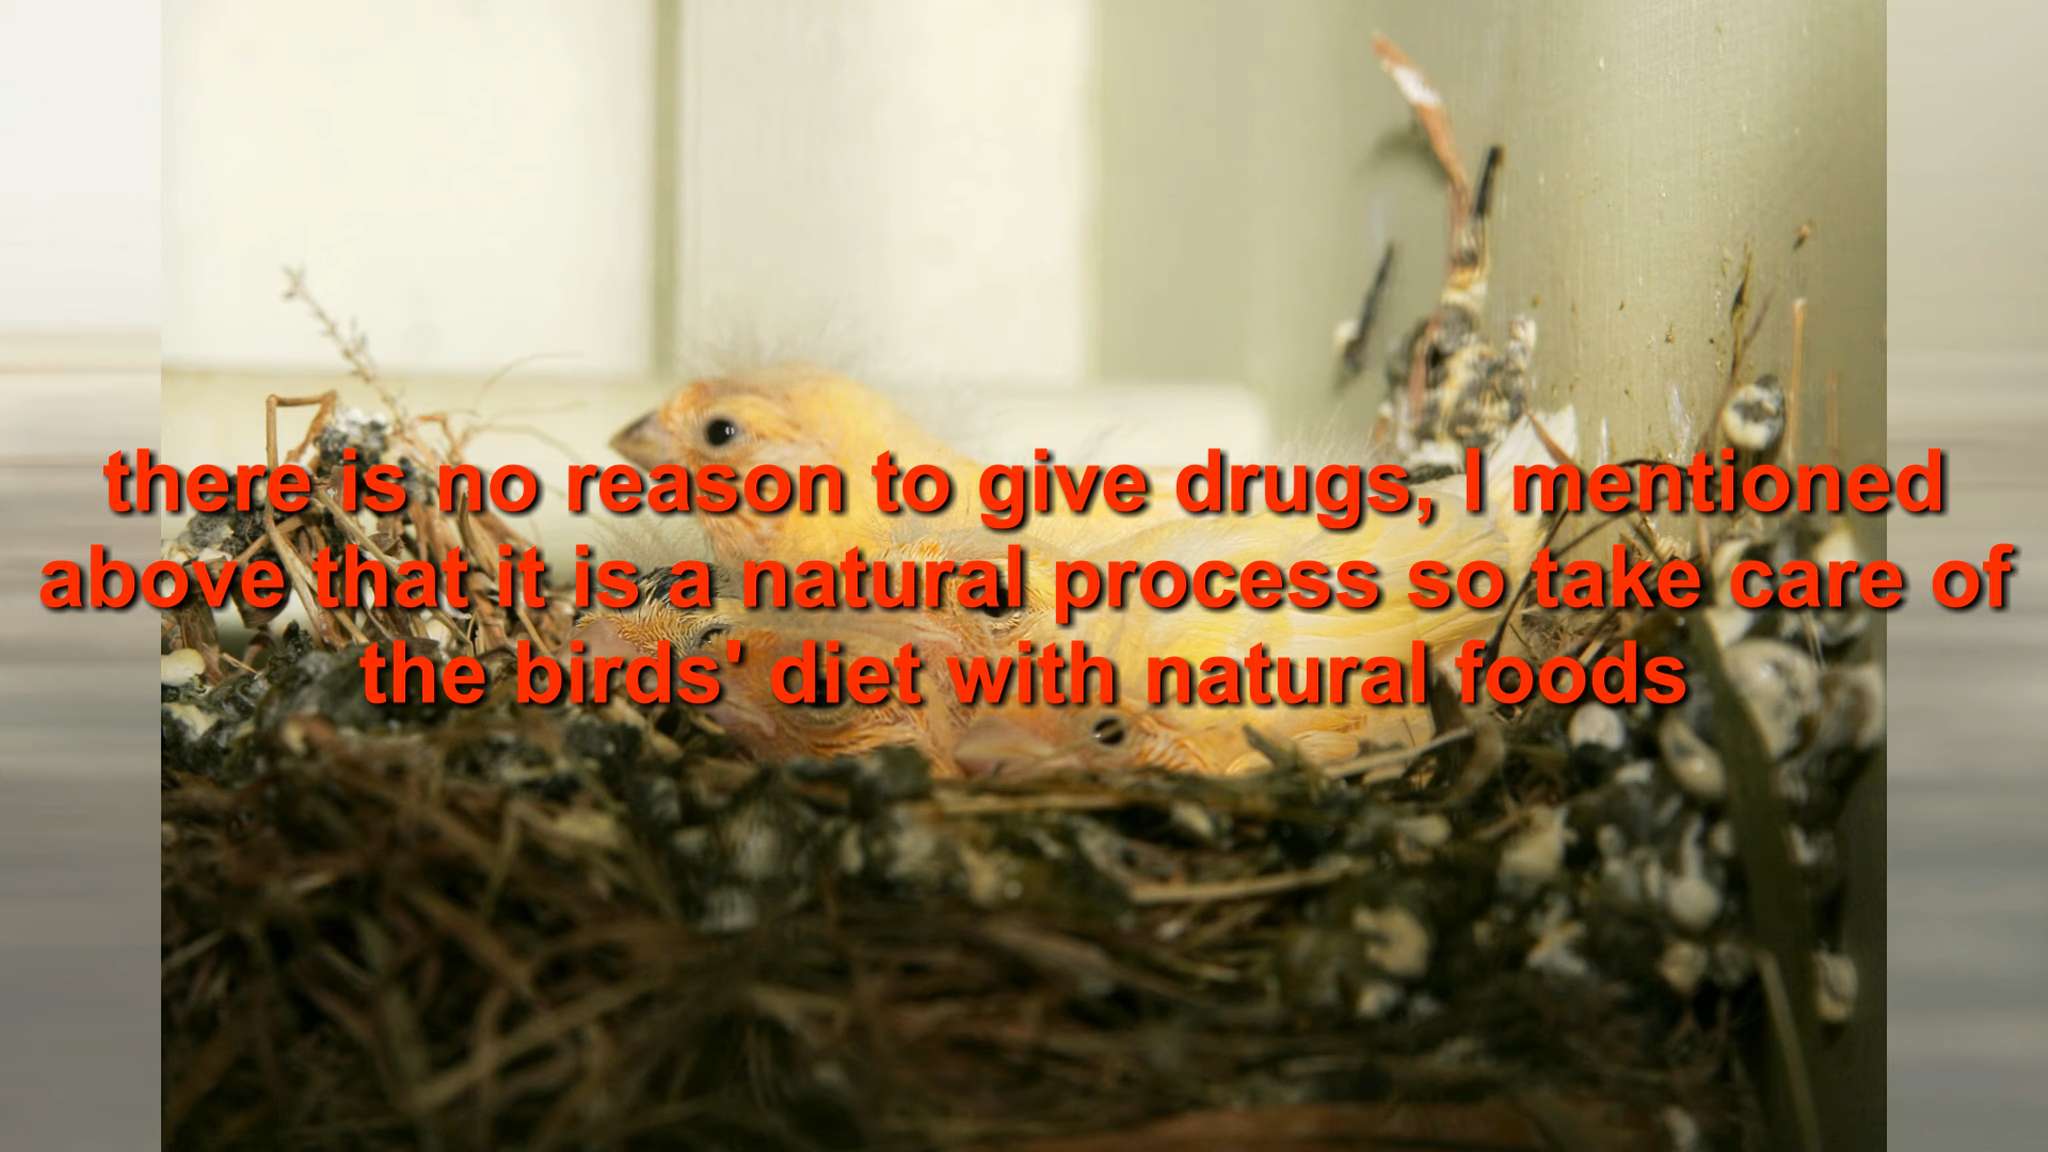 there is no reason to give drugs, I mentioned
above that it is a natural process so take care of
the birds' diet with natural foods